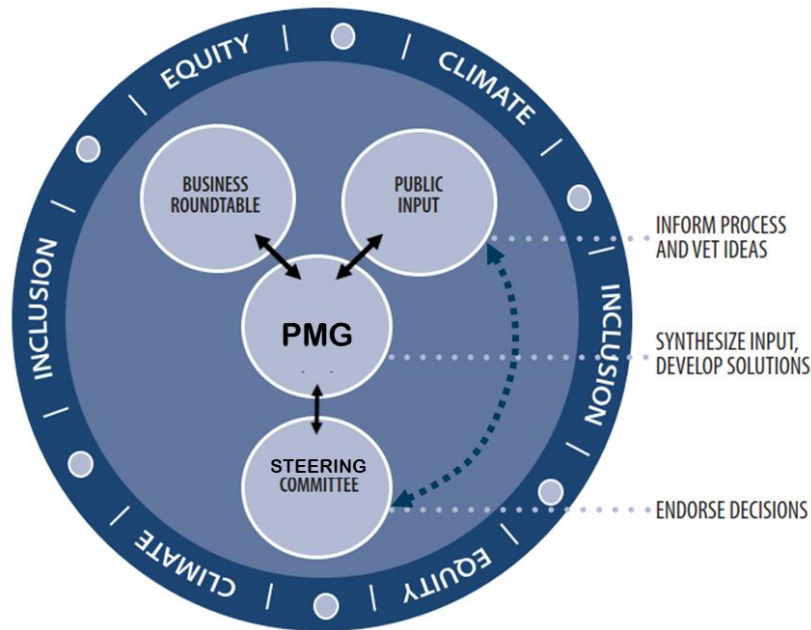 EQUITY
CLIMATE
INCLUSION
EQUITY
CLIMATE
INCLUSION
BUSINESS
ROUNDTABLE
PUBLIC
INPUT
PMG
STEERING
COMMITTEE
INFORM PROCESS
AND VET IDEAS
SYNTHESIZE INPUT,
DEVELOP SOLUTIONS
ENDORSE DECISIONS